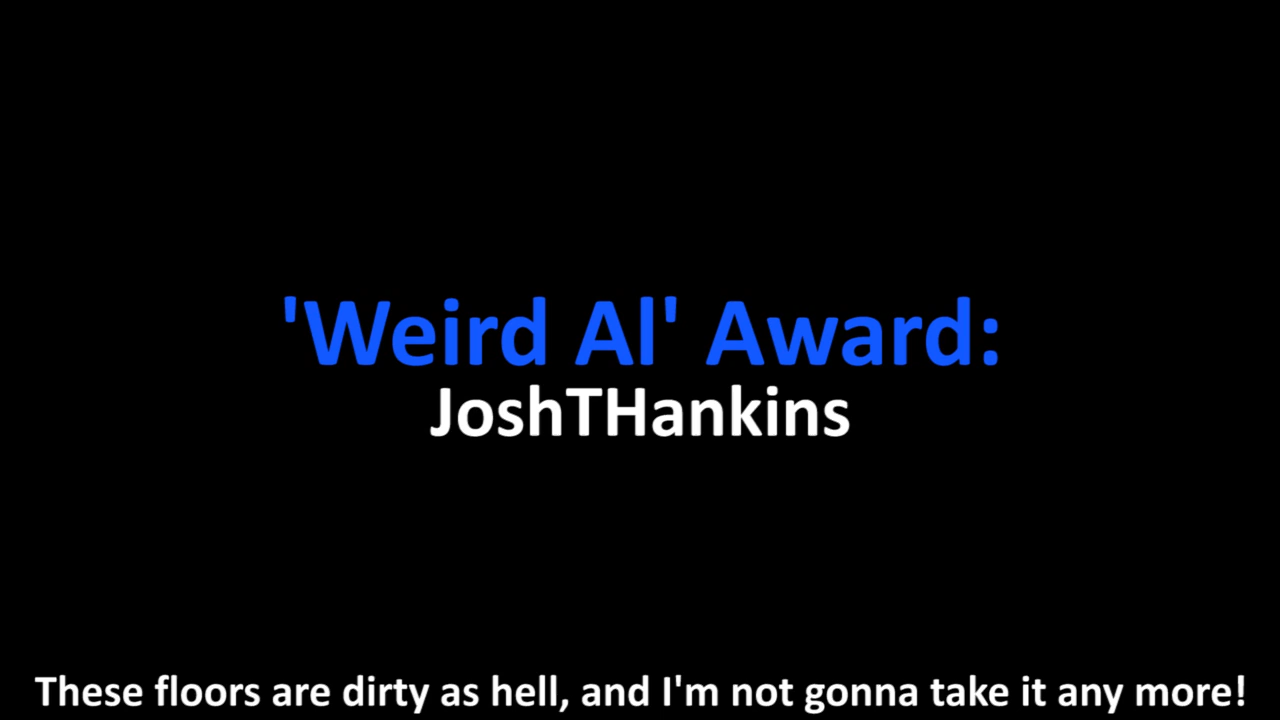 'Weird Al' Award:
JoshTHankins
These floors are dirty as hell, and I'm not gonna take it any more!